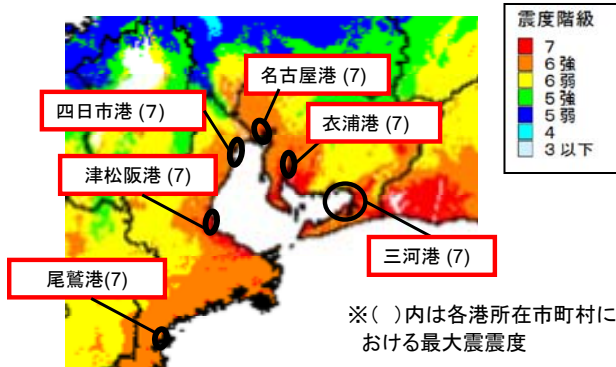 震度階級
7
6強
6弱
5強
5弱
4
3以下
名古屋港 (7)
四日市港 (7)
衣浦港 (7)
津松阪港 (7)
三河港 (7)
尾鷲港(7)
※( )内は各港所在市町村に
おける最大震震度